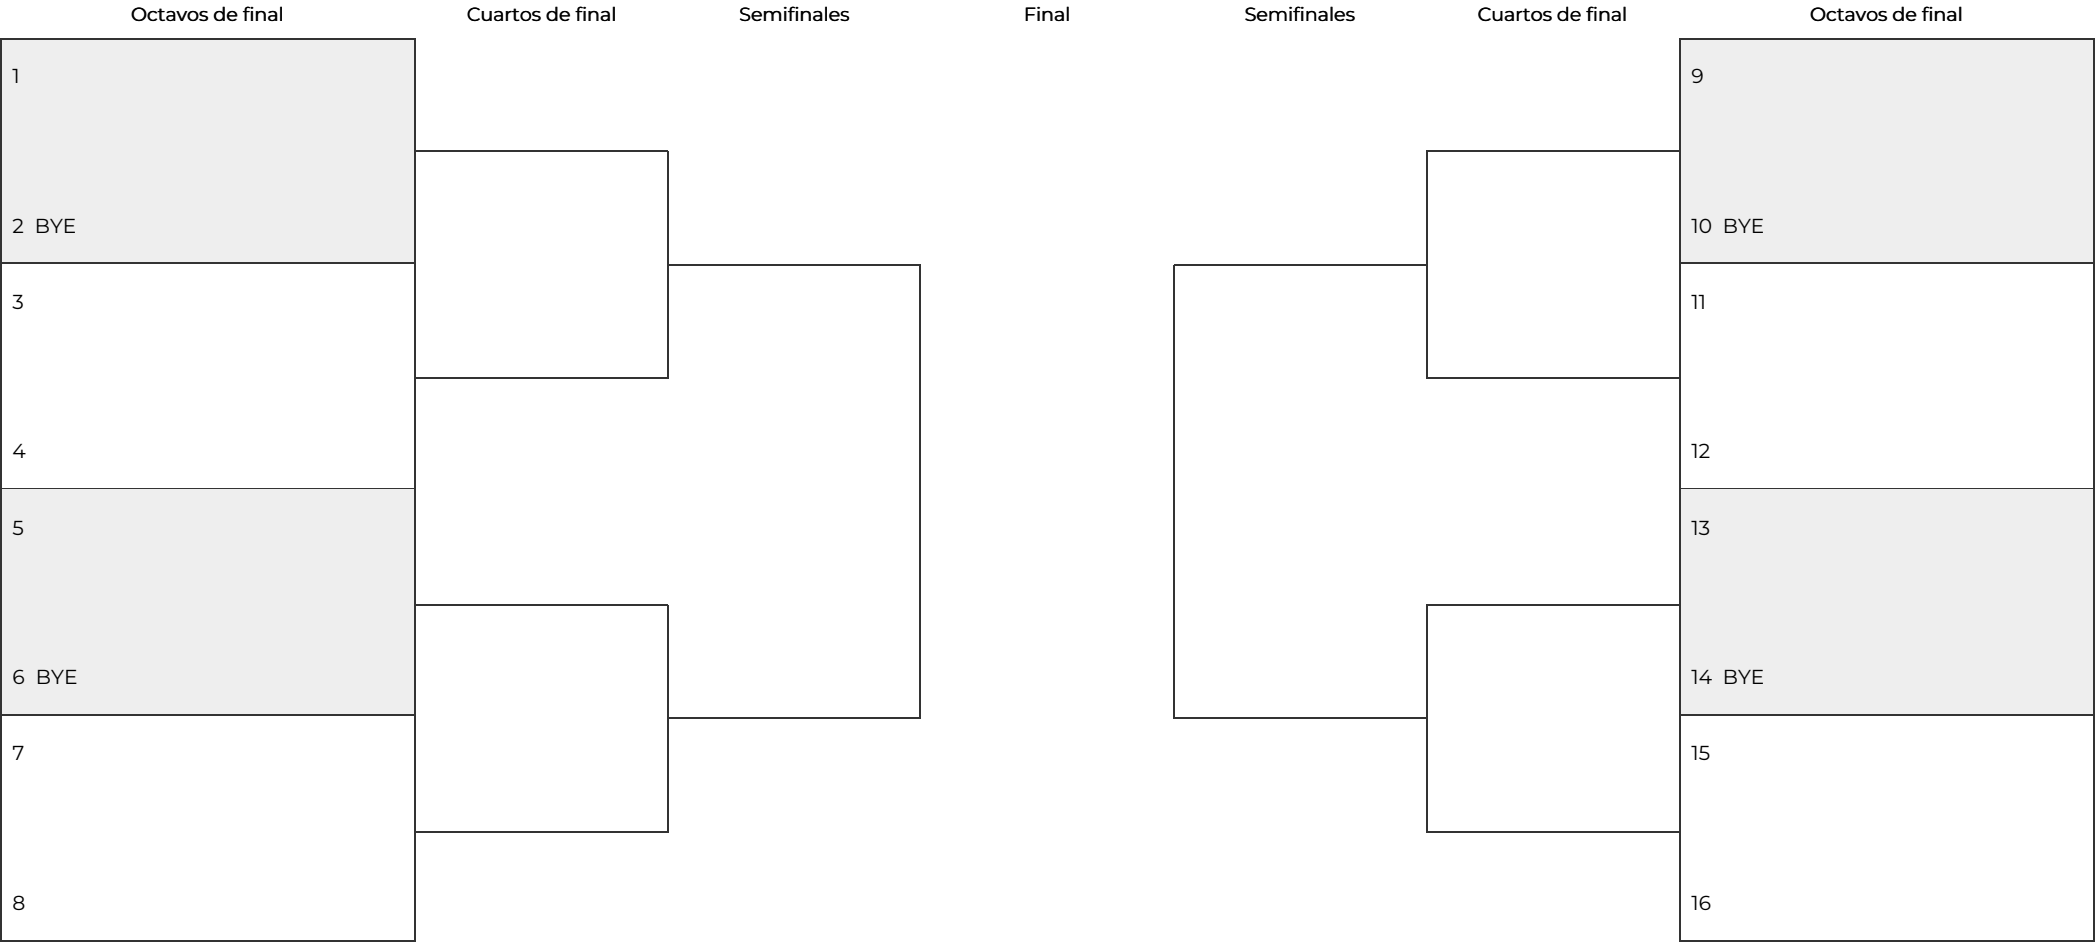 Octavos de final Cuartos de final Semifinales Final Semifinales Cuartos de final Octavos de final
1
2 BYE
3
4
5
6 BYE
7
8
9
10 BYE
11
12
13
14 BYE
15
16